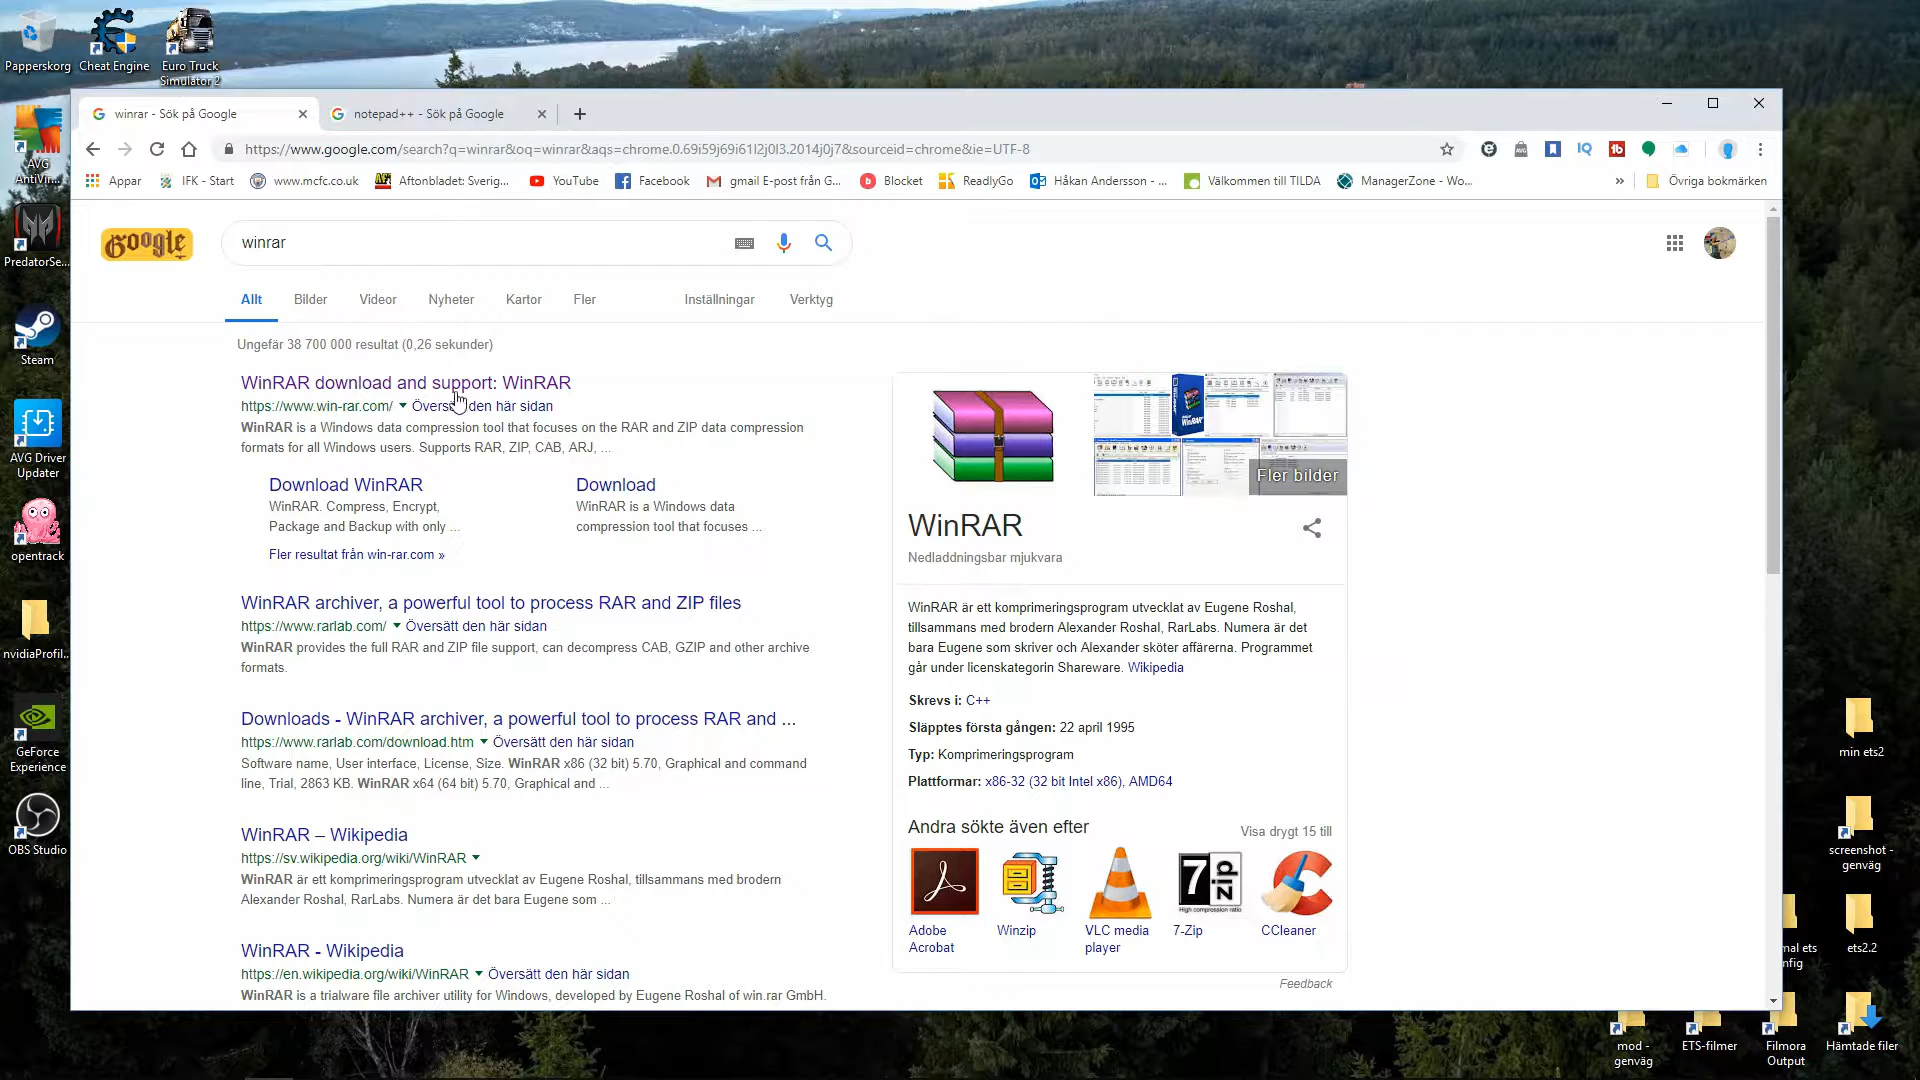 Papperskorg
Cheat Engine
Euro Truck
Simulator 2
AVG
AntiVir...
PredatorSe...
Steam
AVG Driver
Updater
opentrack
nvidiaProfil...
GeForce
Experience
OBS Studio
winrar - Sök på Google
notepad++ - Sök på Google
https://www.google.com/search?q=winrar&oq=winrar&aqs=chrome.0.69i59j69i61l2j0l3.2014j0j7&sourceid=chrome&ie=UTF-8
Appar
IFK - Start
www.mcfc.co.uk
Aftonbladet: Sverig...
YouTube
Facebook
gmail E-post från G...
Blocket
ReadlyGo
Håkan Andersson - ...
Välkommen till TILDA
ManagerZone - Wo...
»
Övriga bokmärken
Google
winrar
Allt
Bilder
Videor
Nyheter
Kartor
Fler
Inställningar
Verktyg
Ungefär 38 700 000 resultat (0,26 sekunder)
WinRAR download and support: WinRAR
https://www.win-rar.com/ Översätt den här sidan
WinRAR is a Windows data compression tool that focuses on the RAR and ZIP data compression
formats for all Windows users. Supports RAR, ZIP, CAB, ARJ, ...
Download WinRAR
WinRAR. Compress, Encrypt,
Package and Backup with only ...
Download
WinRAR is a Windows data
compression tool that focuses ...
Fler resultat från win-rar.com »
WinRAR archiver, a powerful tool to process RAR and ZIP files
https://www.rarlab.com/ Översätt den här sidan
WinRAR provides the full RAR and ZIP file support, can decompress CAB, GZIP and other archive
formats.
Downloads - WinRAR archiver, a powerful tool to process RAR and ...
https://www.rarlab.com/download.htm Översätt den här sidan
Software name, User interface, License, Size. WinRAR x86 (32 bit) 5.70, Graphical and command
line, Trial, 2863 KB. WinRAR x64 (64 bit) 5.70, Graphical and ...
WinRAR – Wikipedia
https://sv.wikipedia.org/wiki/WinRAR
WinRAR är ett komprimeringsprogram utvecklat av Eugene Roshal, tillsammans med brodern
Alexander Roshal, RarLabs. Numera är det bara Eugene som ...
WinRAR - Wikipedia
https://en.wikipedia.org/wiki/WinRAR Översätt den här sidan
WinRAR is a trialware file archiver utility for Windows, developed by Eugene Roshal of win.rar GmbH.
Fler bilder
WinRAR
Nedladdningsbar mjukvara
WinRAR är ett komprimeringsprogram utvecklat av Eugene Roshal,
tillsammans med brodern Alexander Roshal, RarLabs. Numera är det
bara Eugene som skriver och Alexander sköter affärerna. Programmet
går under licenskategorin Shareware. Wikipedia
Skrevs i: C++
Släpptes första gången: 22 april 1995
Typ: Komprimeringsprogram
Plattformar: x86-32 (32 bit Intel x86), AMD64
Andra sökte även efter
Visa drygt 15 till
7zip
High compression ratio
Adobe
Acrobat
Winzip
VLC media
player
7-Zip
CCleaner
Feedback
min ets2
screenshot -
genväg
mal ets
nfig
ets2.2
mod -
genväg
ETS-filmer
Filmora
Output
Hämtade filer